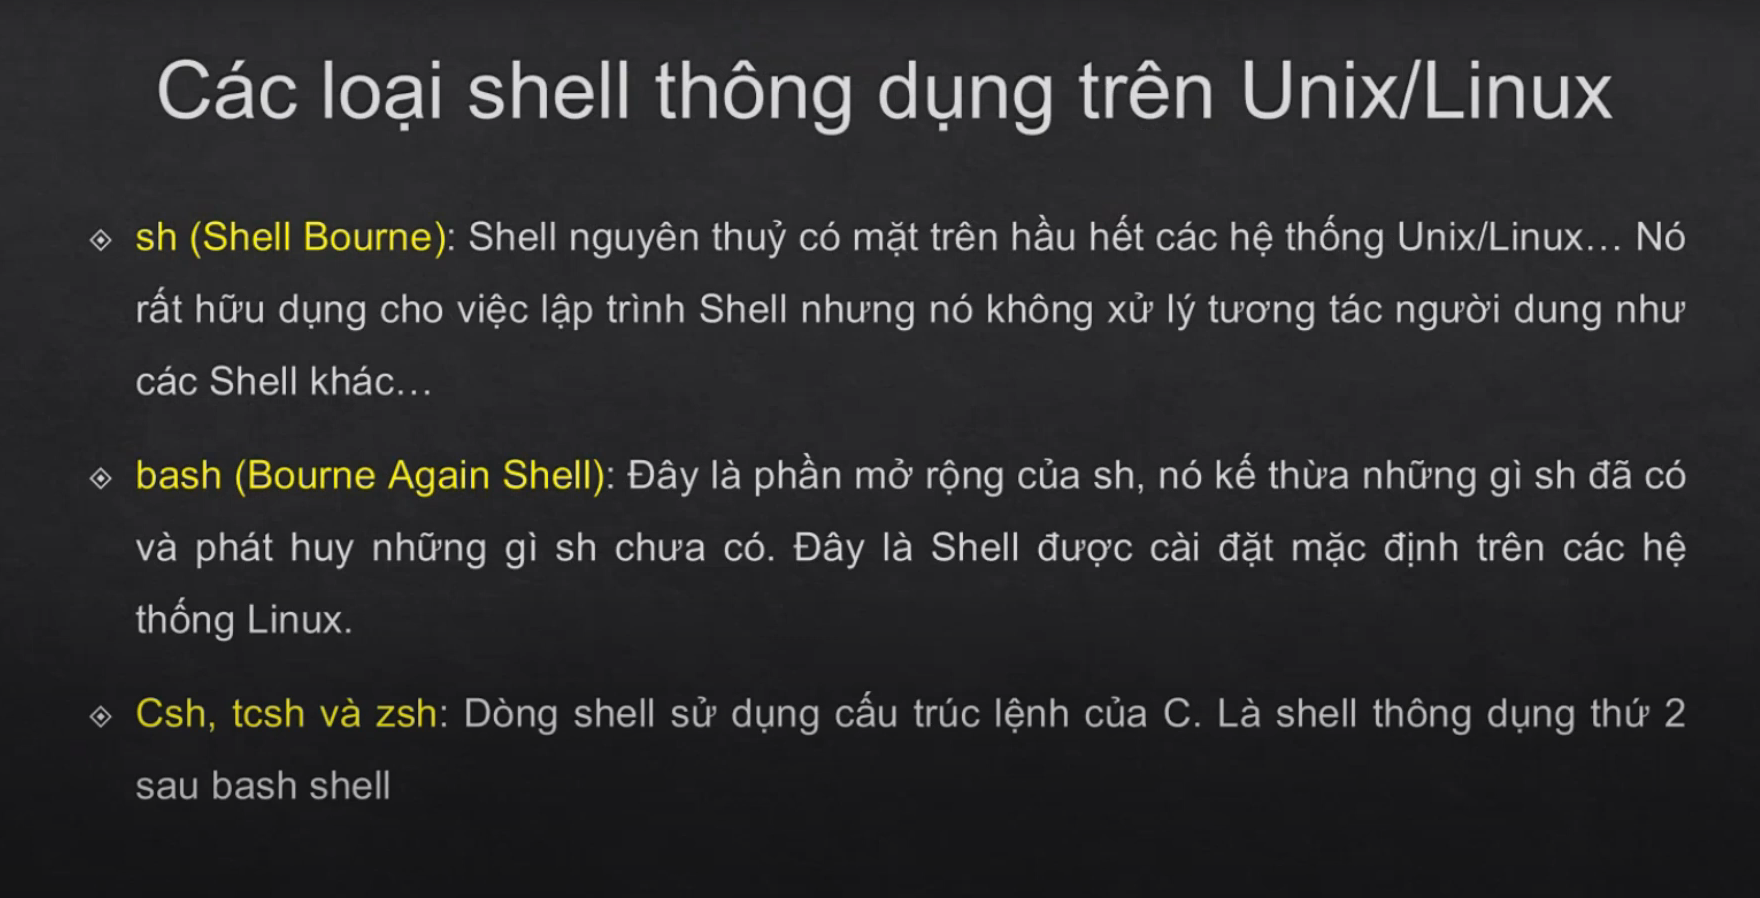 Các loại shell thông dụng trên Unix/Linux
sh (Shell Bourne): Shell nguyên thuỷ có mặt trên hầu hết các hệ thống Unix/Linux... Nó
rất hữu dụng cho việc lập trình Shell nhưng nó không xử lý tương tác người dung như
các Shell khác...
bash (Bourne Again Shell): Đây là phần mở rộng của sh, nó kế thừa những gì sh đã có
và phát huy những gì sh chưa có. Đây là Shell được cài đặt mặc định trên các hệ
thống Linux.
Csh, tcsh và zsh: Dòng shell sử dụng cấu trúc lệnh của C. Là shell thông dụng thứ 2
sau bash shell